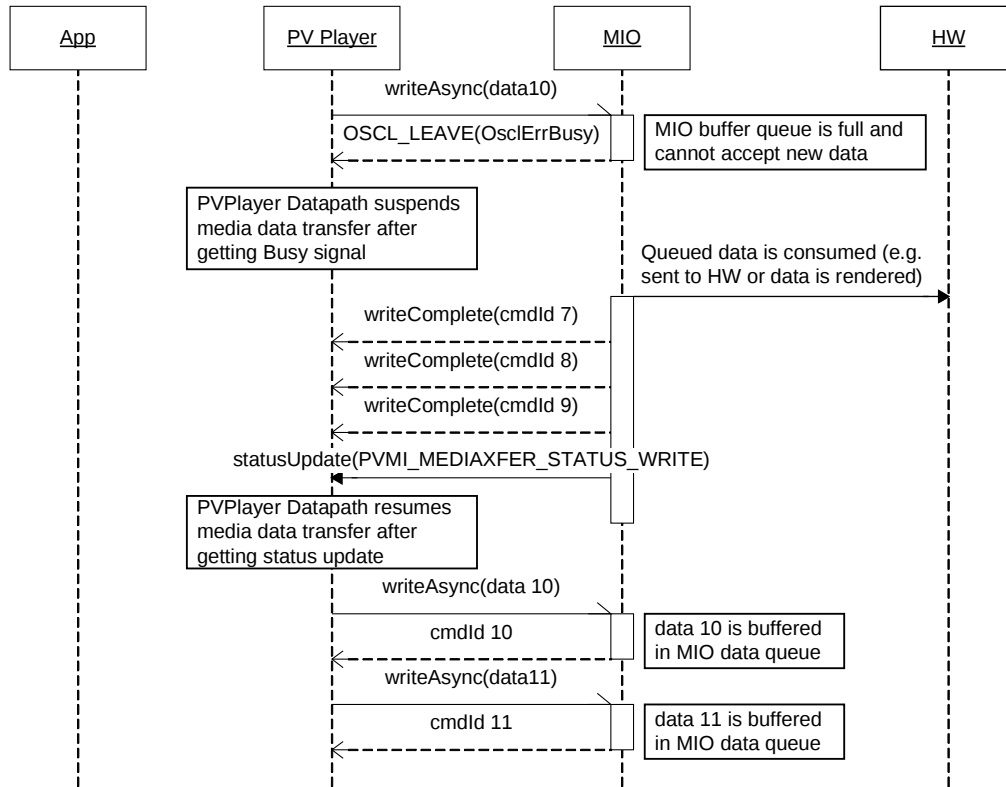 App
PV Player
MIO
HW
writeAsync(data10)
OSCL_LEAVE(OsclErrBusy)
MIO buffer queue is full and
cannot accept new data
PVPlayer Datapath suspends
media data transfer after
getting Busy signal
Queued data is consumed (e.g.
sent to HW or data is rendered)
writeComplete(cmdId 7)
writeComplete(cmdId 8)
writeComplete(cmdId 9)
statusUpdate(PVMI_MEDIAXFER_STATUS_WRITE)
PVPlayer Datapath resumes
media data transfer after
getting status update
writeAsync(data 10)
cmdId 10
data 10 is buffered
in MIO data queue
writeAsync(data11)
cmdId 11
data 11 is buffered
in MIO data queue